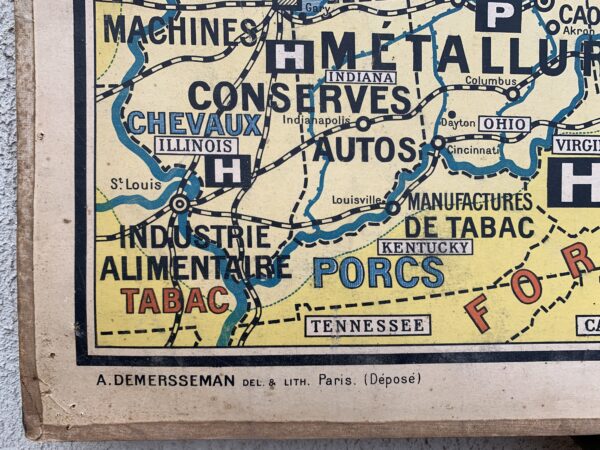 Gary
MACHINES
P
CAO
Akron
H
MÉTALLUR
INDIANA
Columbus
CONSERVES
CHEVAUX
Indianapolis
Dayton
OHIO
ILLINOIS
AUTOS
Cincinnati
VIRGIN
H
H
St. Louis
Louisville
MANUFACTURES
DE TABAC
INDUSTRIE
ALIMENTAIRE
KENTUCKY
PORCS
TABAC
FOR
TENNESSEE
CA
A. DEMERSSEMAN DEL. & LITH. Paris. (Déposé)